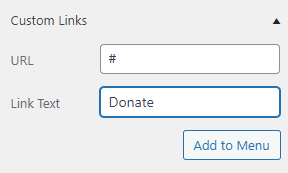 Custom Links
URL #
Link Text Donate
Add to Menu